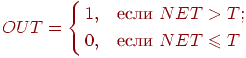 OUT = { 1, если NET > T;
0, если NET ⩽ T